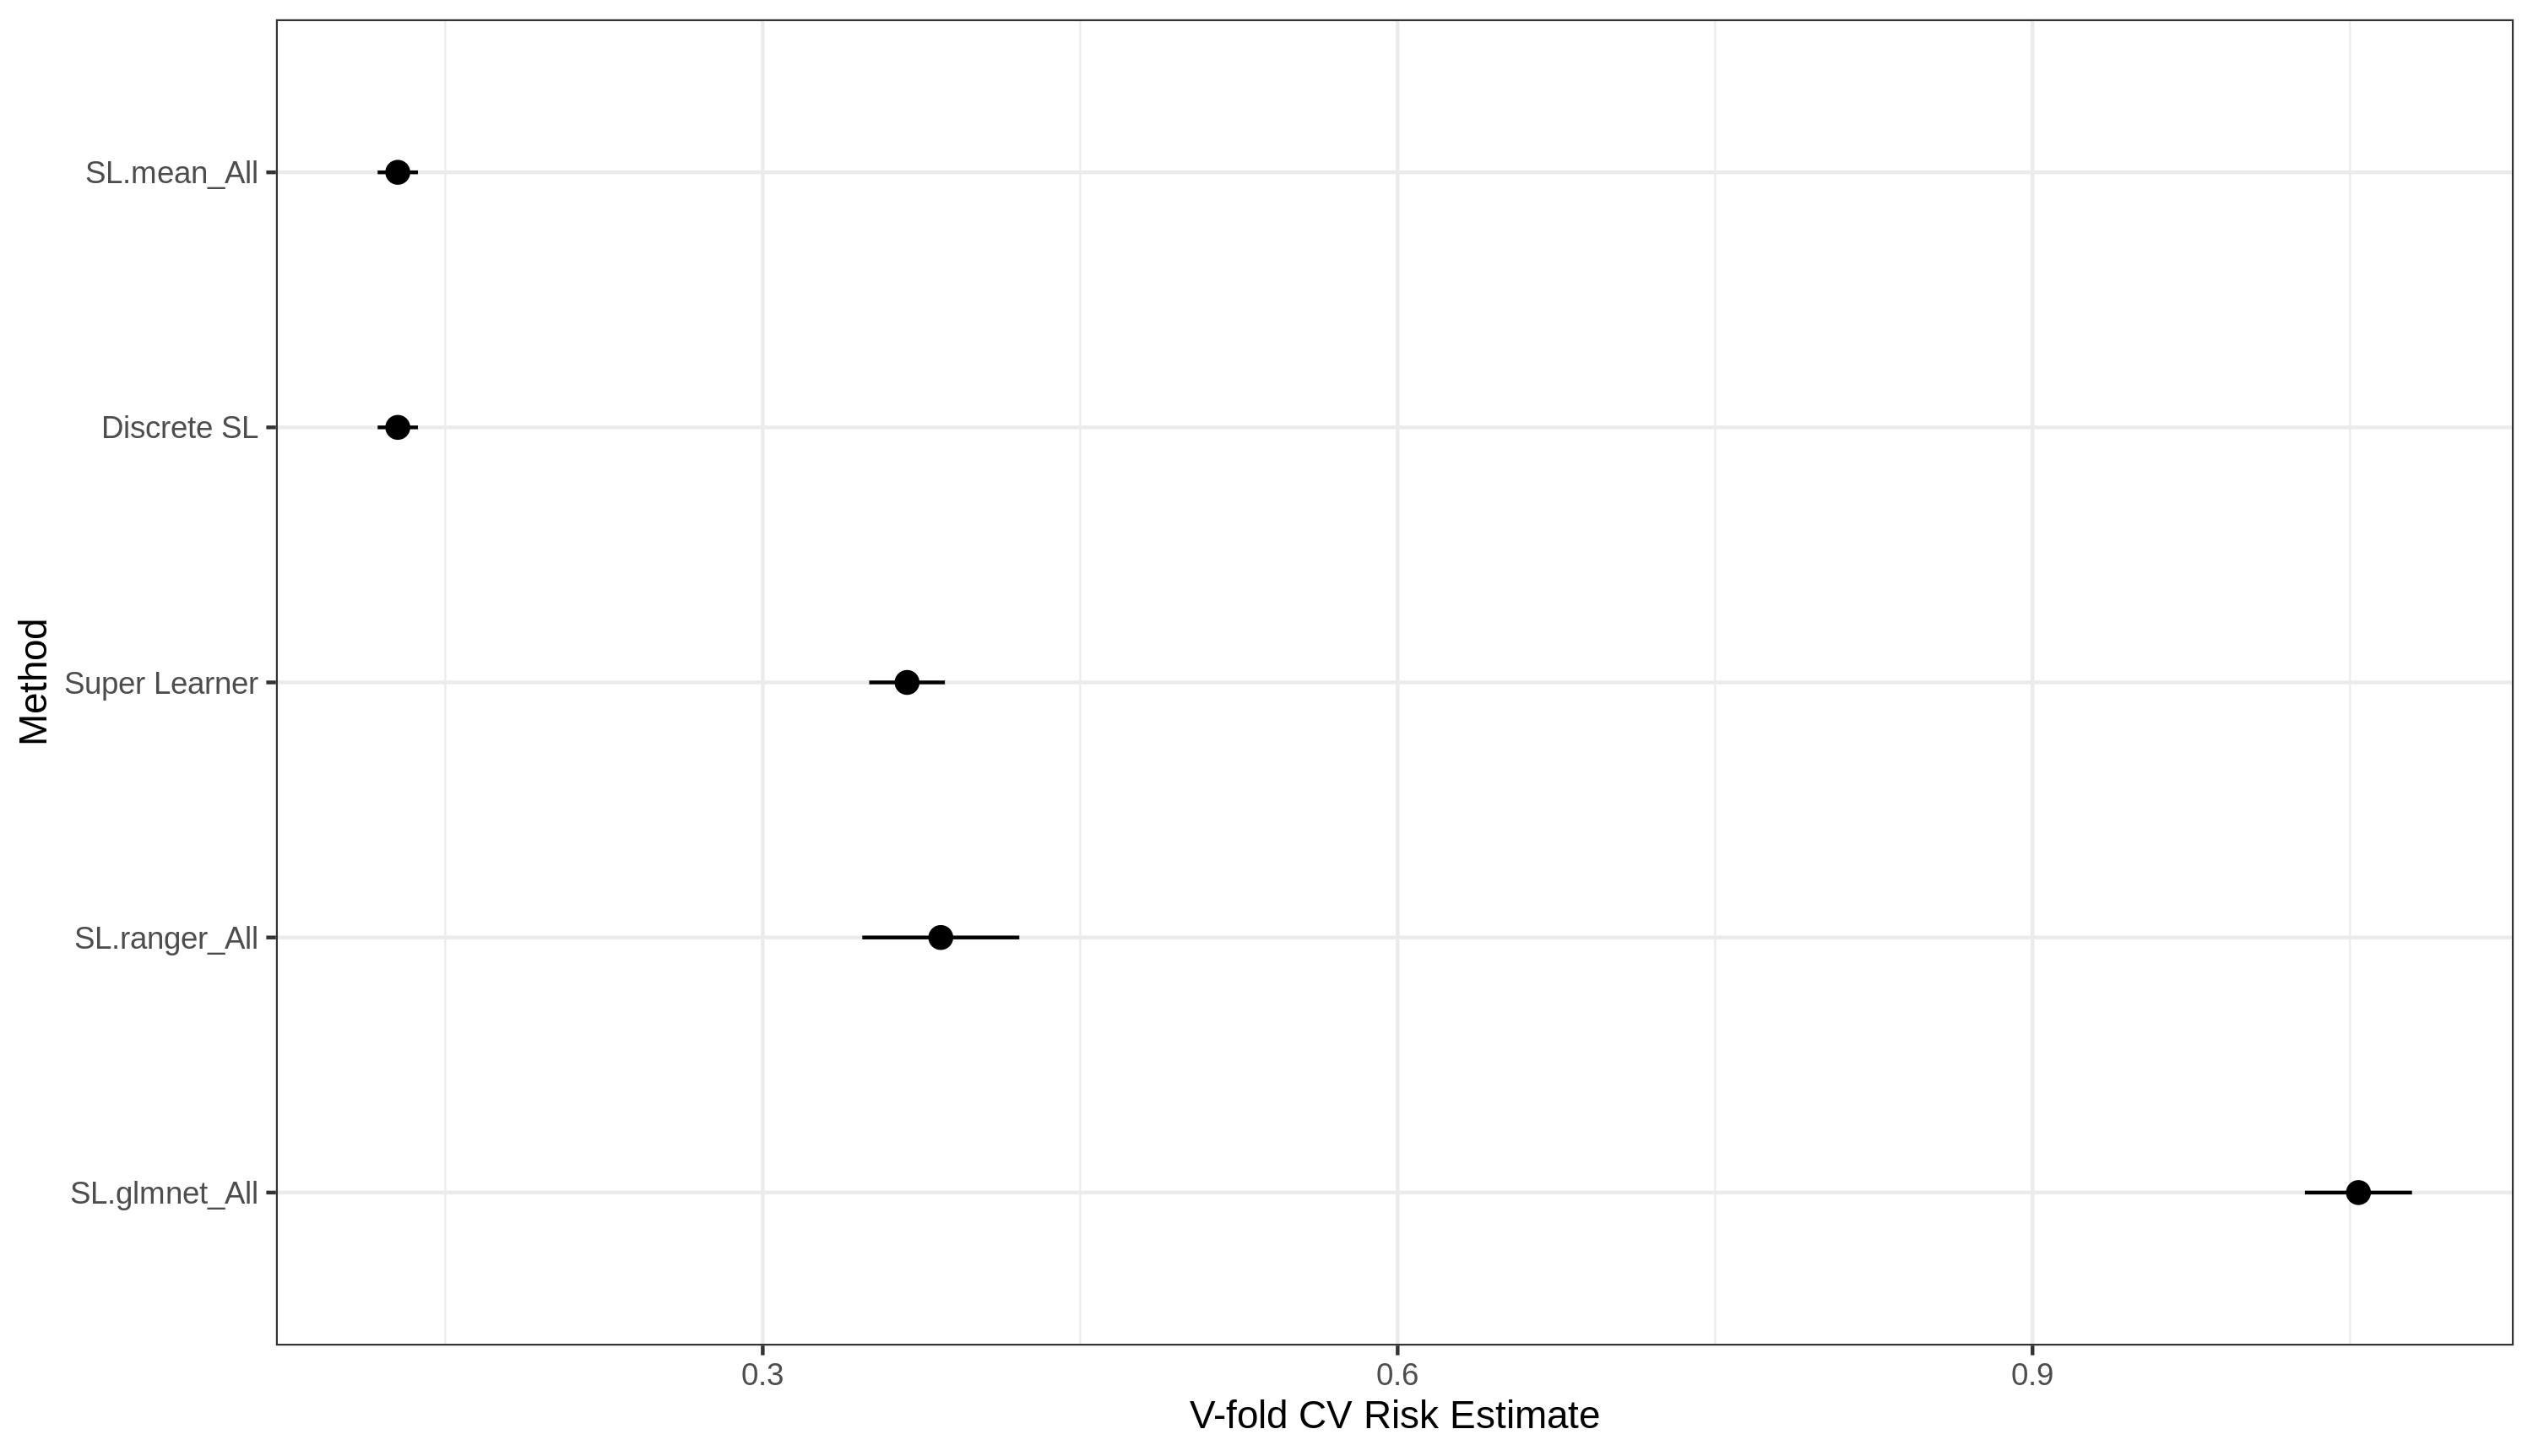 SL.mean_All
Discrete SL
Super Learner
SL.ranger_All
SL.glmnet_All
Method
0.3
0.6
0.9
V-fold CV Risk Estimate